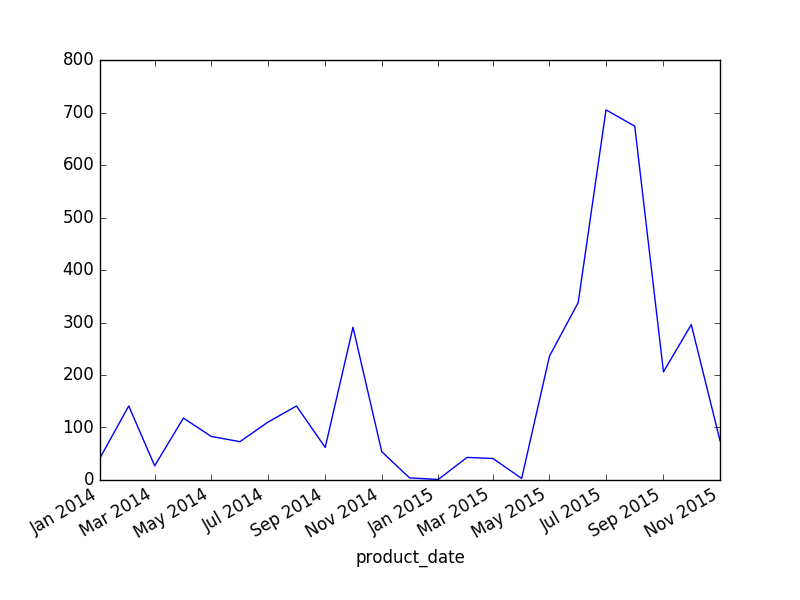 800
700
600
500
400
300
200
100
0
Jan 2014
Mar 2014
May 2014
Jul 2014
Sep 2014
Nov 2014
Jan 2015
Mar 2015
May 2015
Jul 2015
Sep 2015
Nov 2015
product_date